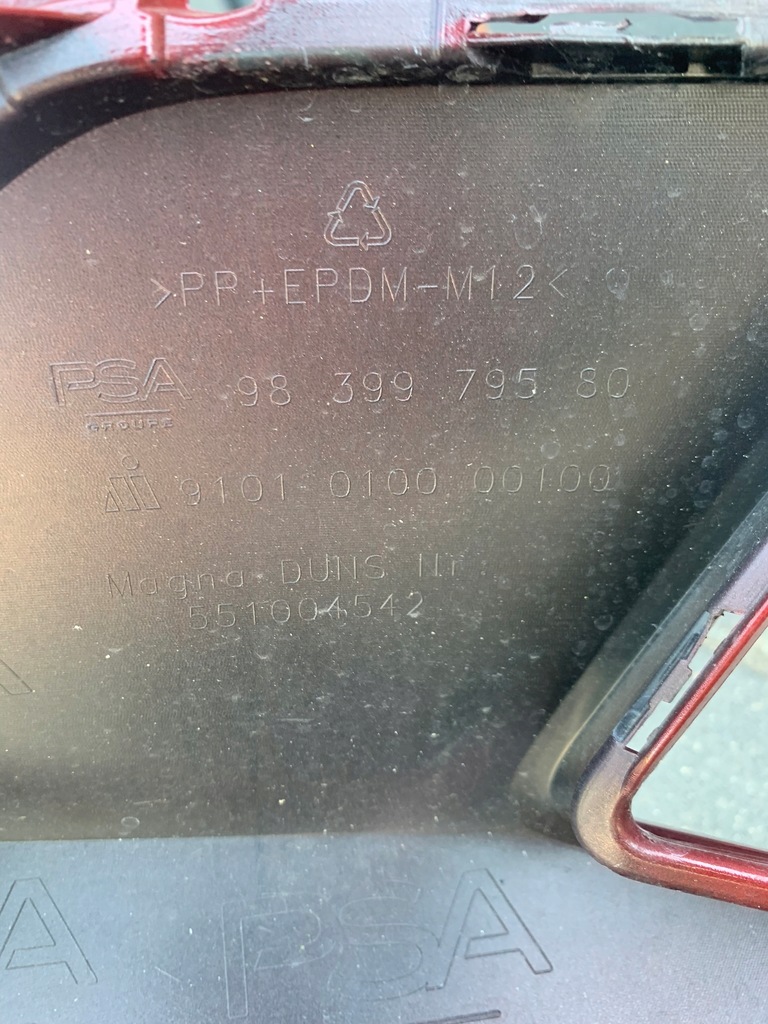 >PP+EPDM-M12<
PSA 98 399 795 80
GROUPE
9101 0100 00100
Magna DUNS Nr.
551004542
A
PSA